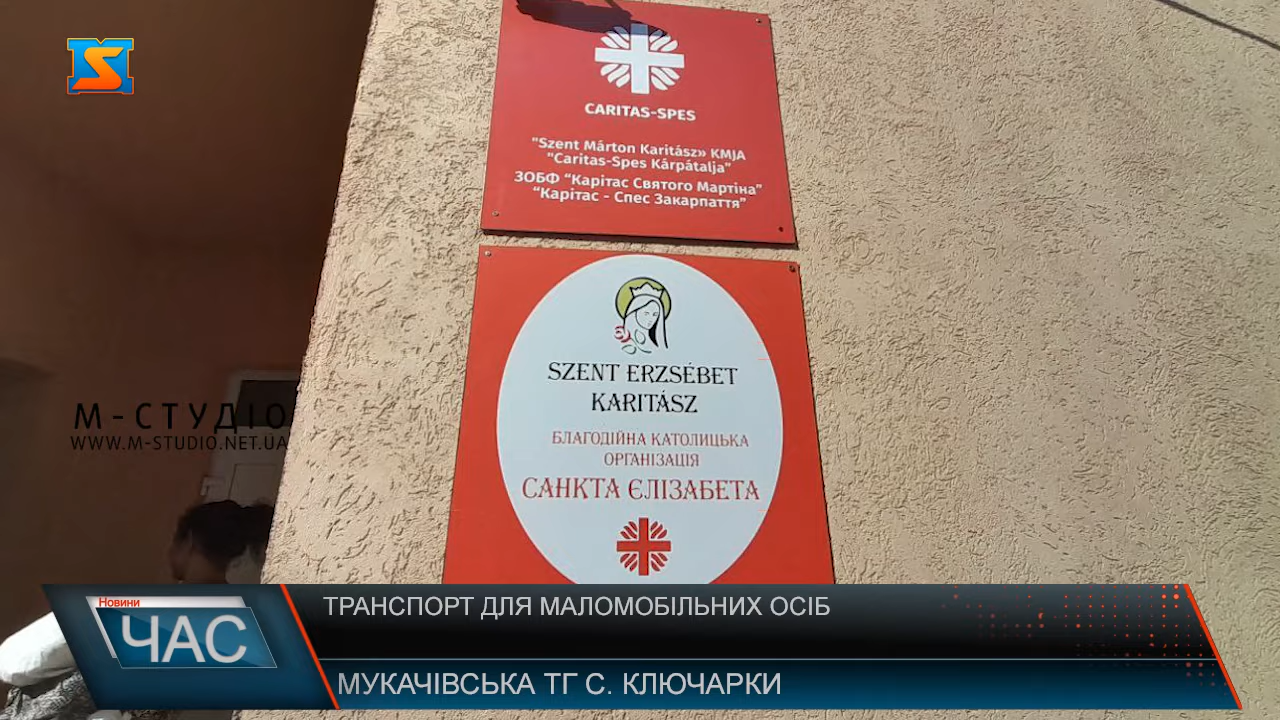 CARITAS-SPES
"Szent Márton Karitász» KMJA
"Caritas-Spes Kárpátalja”
ЗОБФ “Карітас Святого Мартіна”
“Карітас - Спес Закарпаття”
SZENT ERZSÉBET
KARITÁSZ
БЛАГОДІЙНА КАТОЛИЦЬКА
ОРГАНІЗАЦІЯ
САНКТА ЄЛІЗАБЕТА
М-СТУДІО
WWW.M-STUDIO.NET.UA
Новини
ЧАС
ТРАНСПОРТ ДЛЯ МАЛОМОБІЛЬНИХ ОСІБ
МУКАЧІВСЬКА ТГ С. КЛЮЧАРКИ